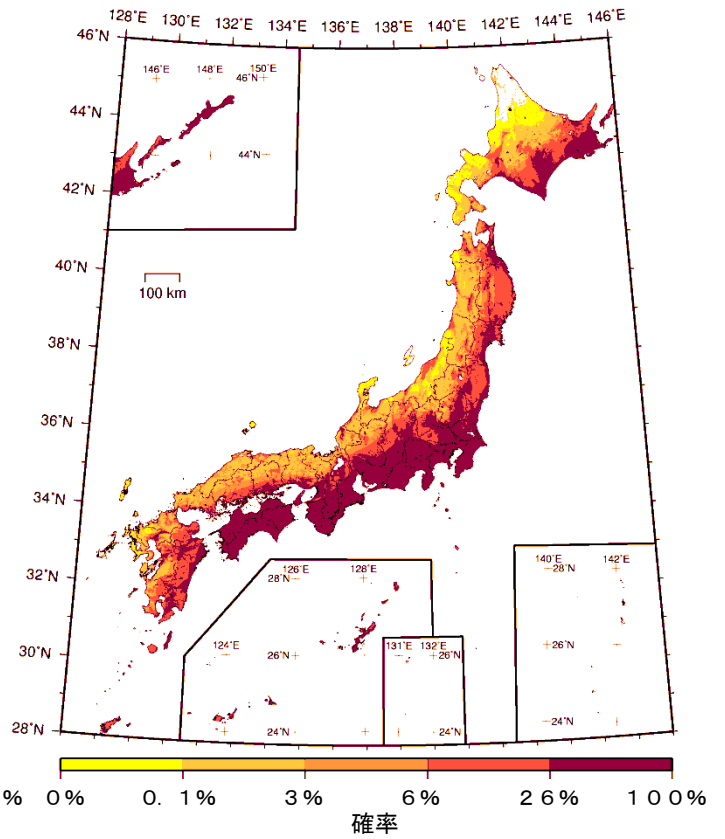 128°E 130°E 132°E 134°E 136°E 138°E 140°E 142°E 144°E 146°E
46°N
146°E 148°E 150°E
46°N
44°N
44°N
42°N
40°N
100 km
38°N
36°N
34°N
32°N
126°E 128°E
28°N
140°E 142°E
28°N
124°E
26°N
131°E 132°E
26°N
26°N
30°N
24°N
24°N
24°N
28°N
% 0% 0.1% 3% 6% 26% 100%
確率